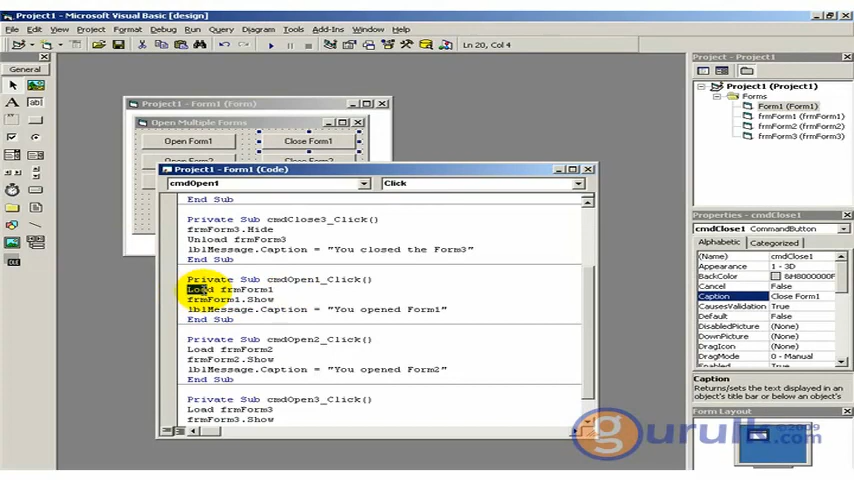 Project1 - Microsoft Visual Basic [design]
File Edit View Project Format Debug Run Query Diagram Tools Add-Ins Window Help
Ln 20, Col 4
General
A
ab
Project1 - Form1 (Form)
Open Multiple Forms
Open Form1 Close Form1
Project1 - Form1 (Code)
cmdOpen1 Click
End Sub
Private Sub cmdClose3_Click()
frmForm3.Hide
Unload frmForm3
lblMessage.Caption = "You closed the Form3"
End Sub
Private Sub cmdOpen1_Click()
Load frmForm1
frmForm1.Show
lblMessage.Caption = "You opened Form1"
End Sub
Private Sub cmdOpen2_Click()
Load frmForm2
frmForm2.Show
lblMessage.Caption = "You opened Form2"
End Sub
Private Sub cmdOpen3_Click()
Load frmForm3
frmForm3.Show
Project - Project1
Project1 (Project1)
Forms
Form1 (Form1)
frmForm1 (frmForm1)
frmForm2 (frmForm2)
frmForm3 (frmForm3)
Properties - cmdClose1
cmdClose1 CommandButton
Alphabetic Categorized
(Name) cmdClose1
Appearance 1 - 3D
BackColor &H8000000F
Cancel False
Caption Close Form1
CausesValidation True
Default False
DisabledPicture (None)
DownPicture (None)
DragIcon (None)
DragMode 0 - Manual
Enabled True
Caption
Returns/sets the text displayed in an
object's title bar or below an object's
Form Layout
©2009
gurulk.com